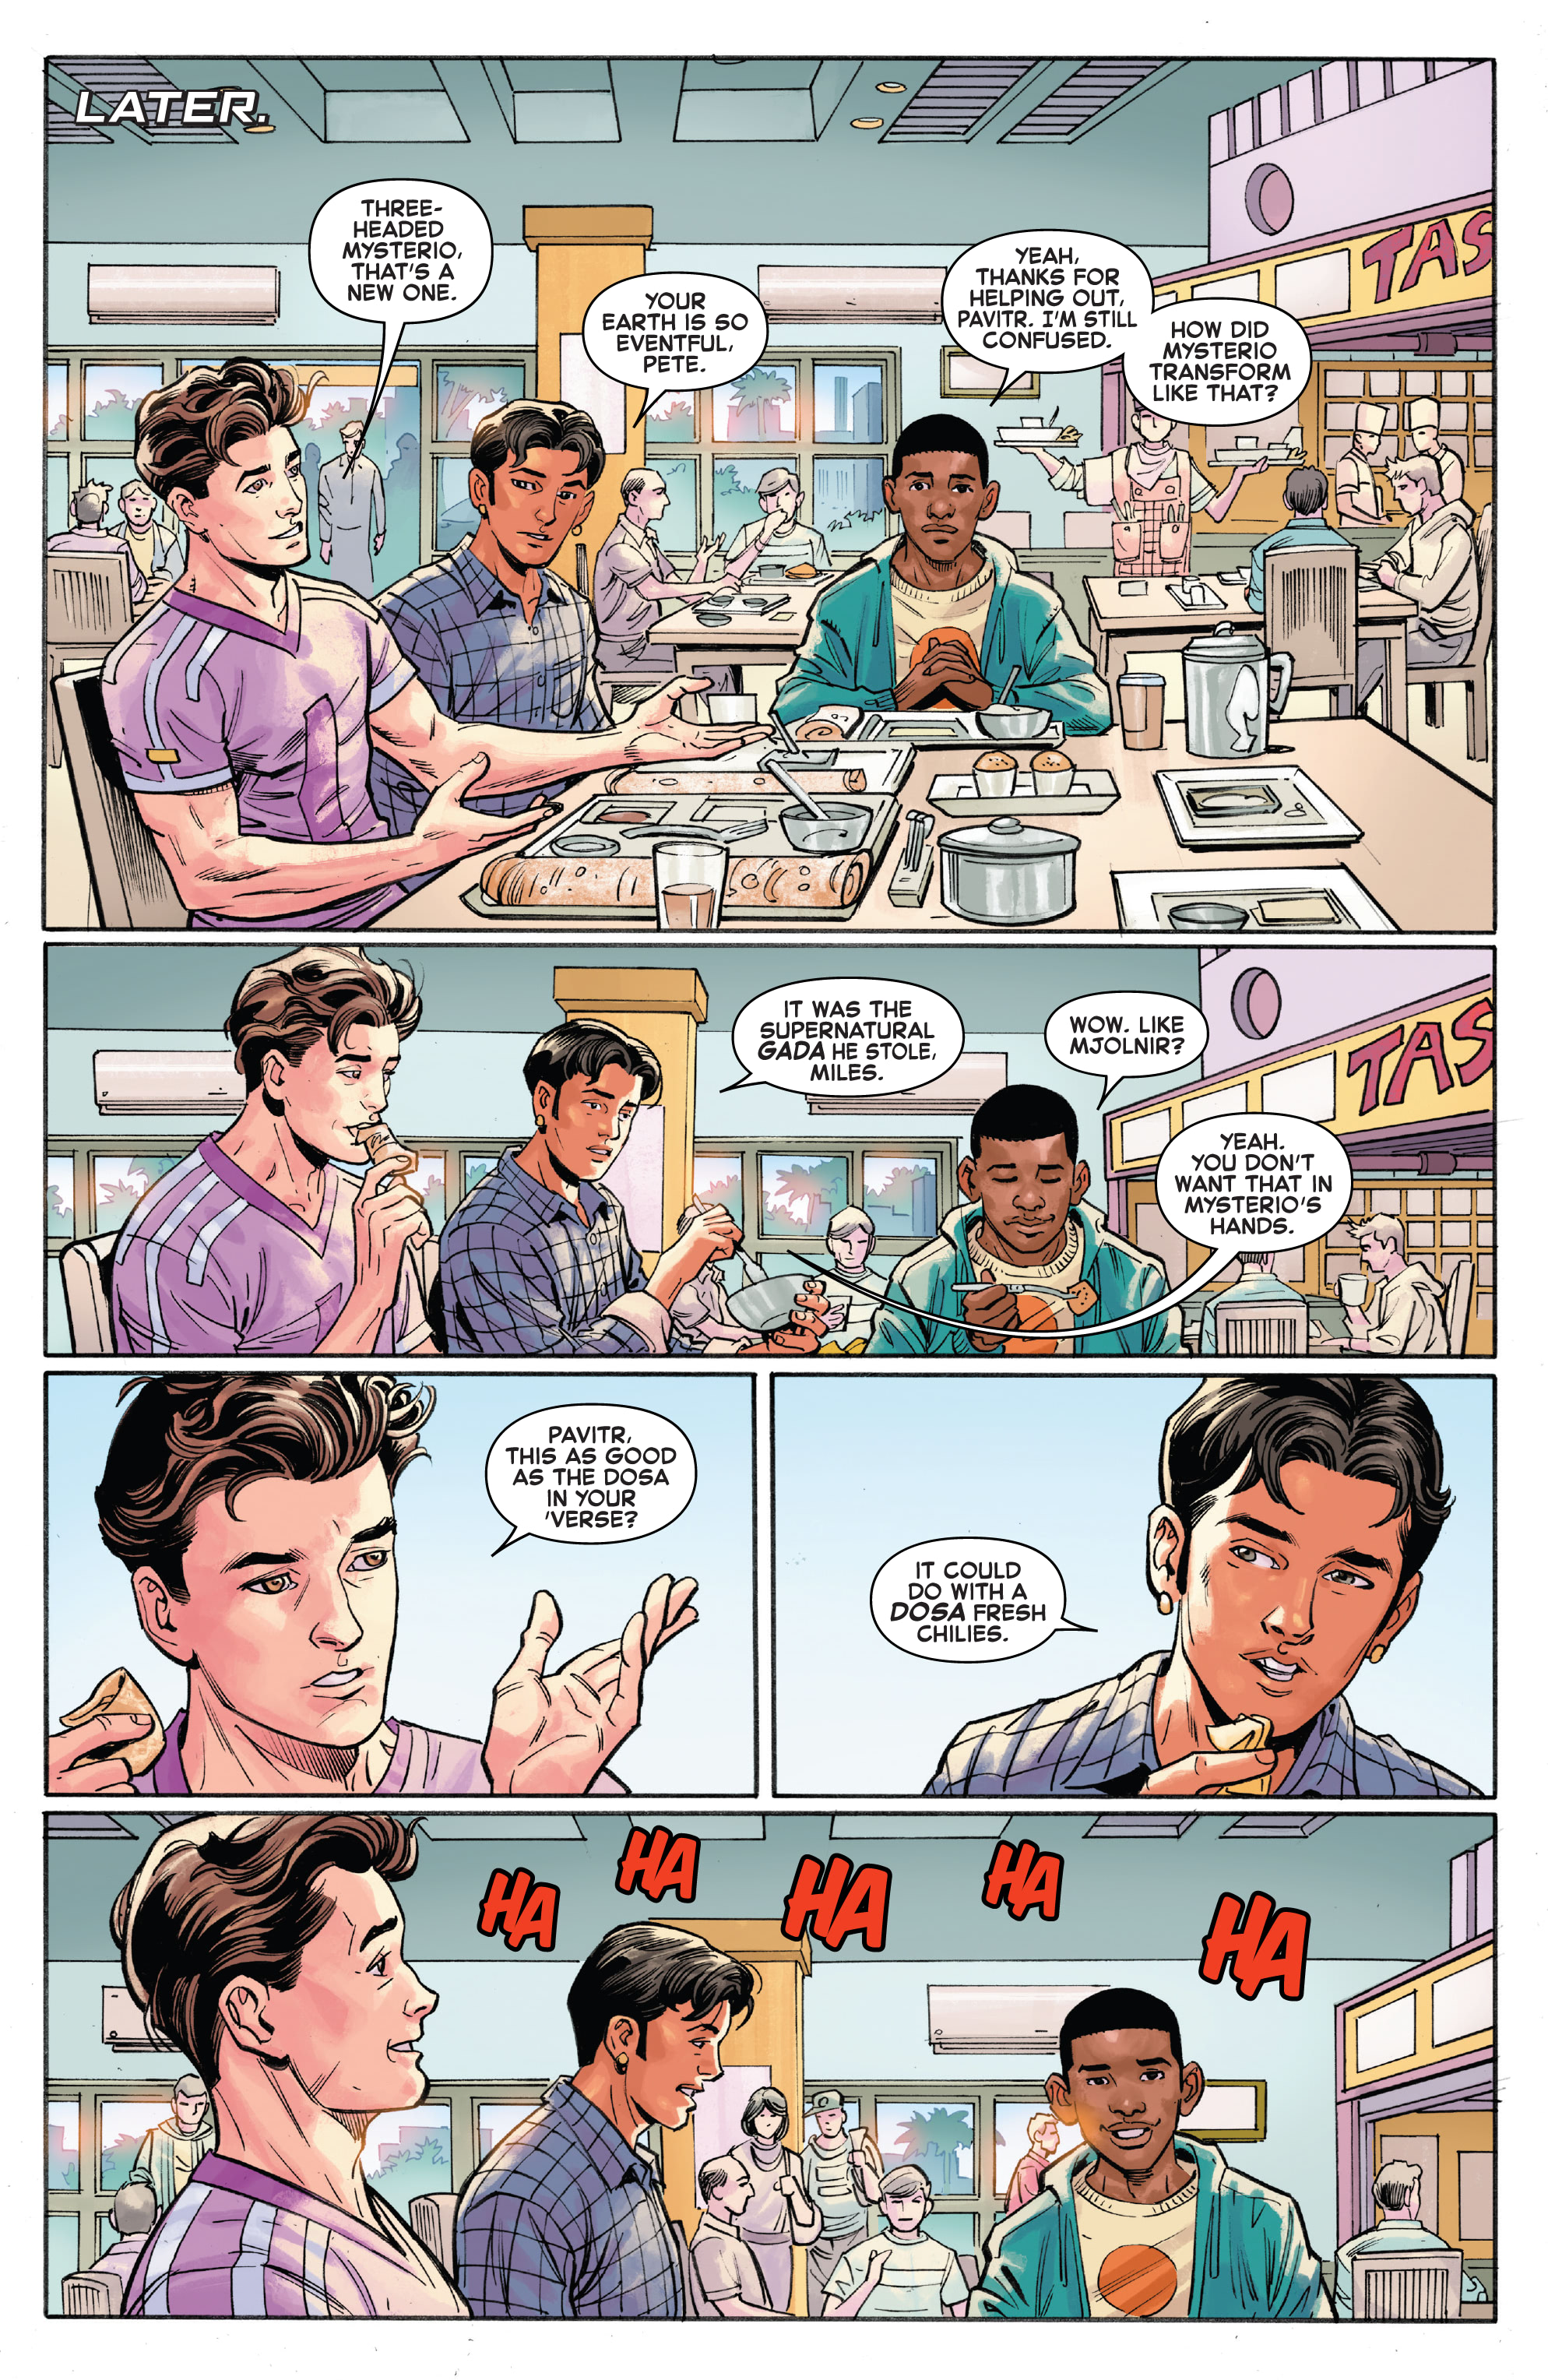 LATER.
THREE-
HEADED
MYSTERIO,
THAT'S A
NEW ONE.
YOUR
EARTH IS SO
EVENTFUL,
PETE.
YEAH,
THANKS FOR
HELPING OUT,
PAVITR. I'M STILL
CONFUSED.
HOW DID
MYSTERIO
TRANSFORM
LIKE THAT?
TAS
IT WAS THE
SUPERNATURAL
GADA HE STOLE,
MILES.
WOW. LIKE
MJOLNIR?
YEAH.
YOU DON'T
WANT THAT IN
MYSTERIO'S
HANDS.
TAS
PAVITR,
THIS AS GOOD
AS THE DOSA
IN YOUR
'VERSE?
IT COULD
DO WITH A
DOSA FRESH
CHILIES.
HA
HA
HA
HA
HA